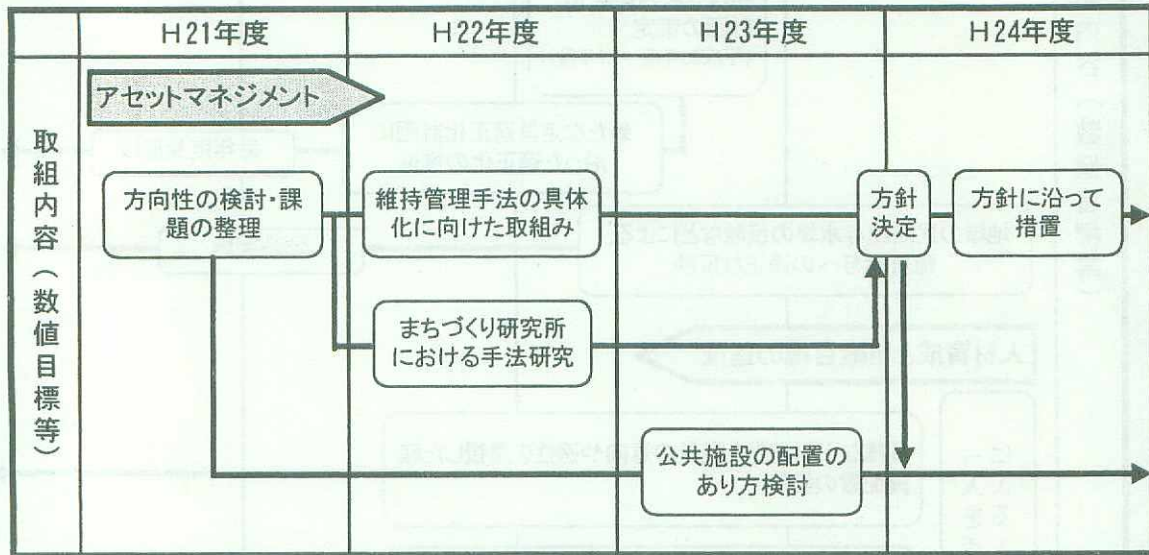 H21年度
H22年度
H23年度
H24年度
取組内容(数値目標等)
アセットマネジメント
方向性の検討・課
題の整理
維持管理手法の具体
化に向けた取組み
方針
決定
方針に沿って
措置
まちづくり研究所
における手法研究
公共施設の配置の
あり方検討